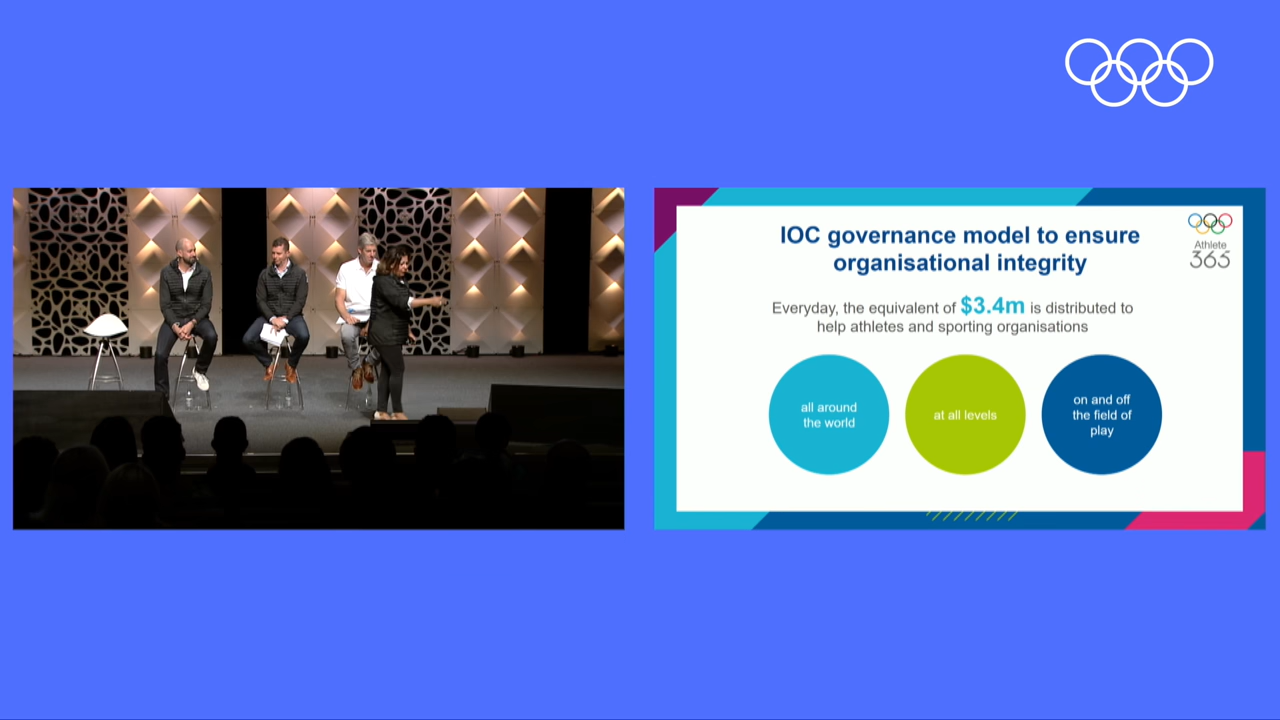 IOC governance model to ensure
organisational integrity
Athlete
365
Everyday, the equivalent of $3.4m is distributed to
help athletes and sporting organisations
all around
the world
at all levels
on and off
the field of
play